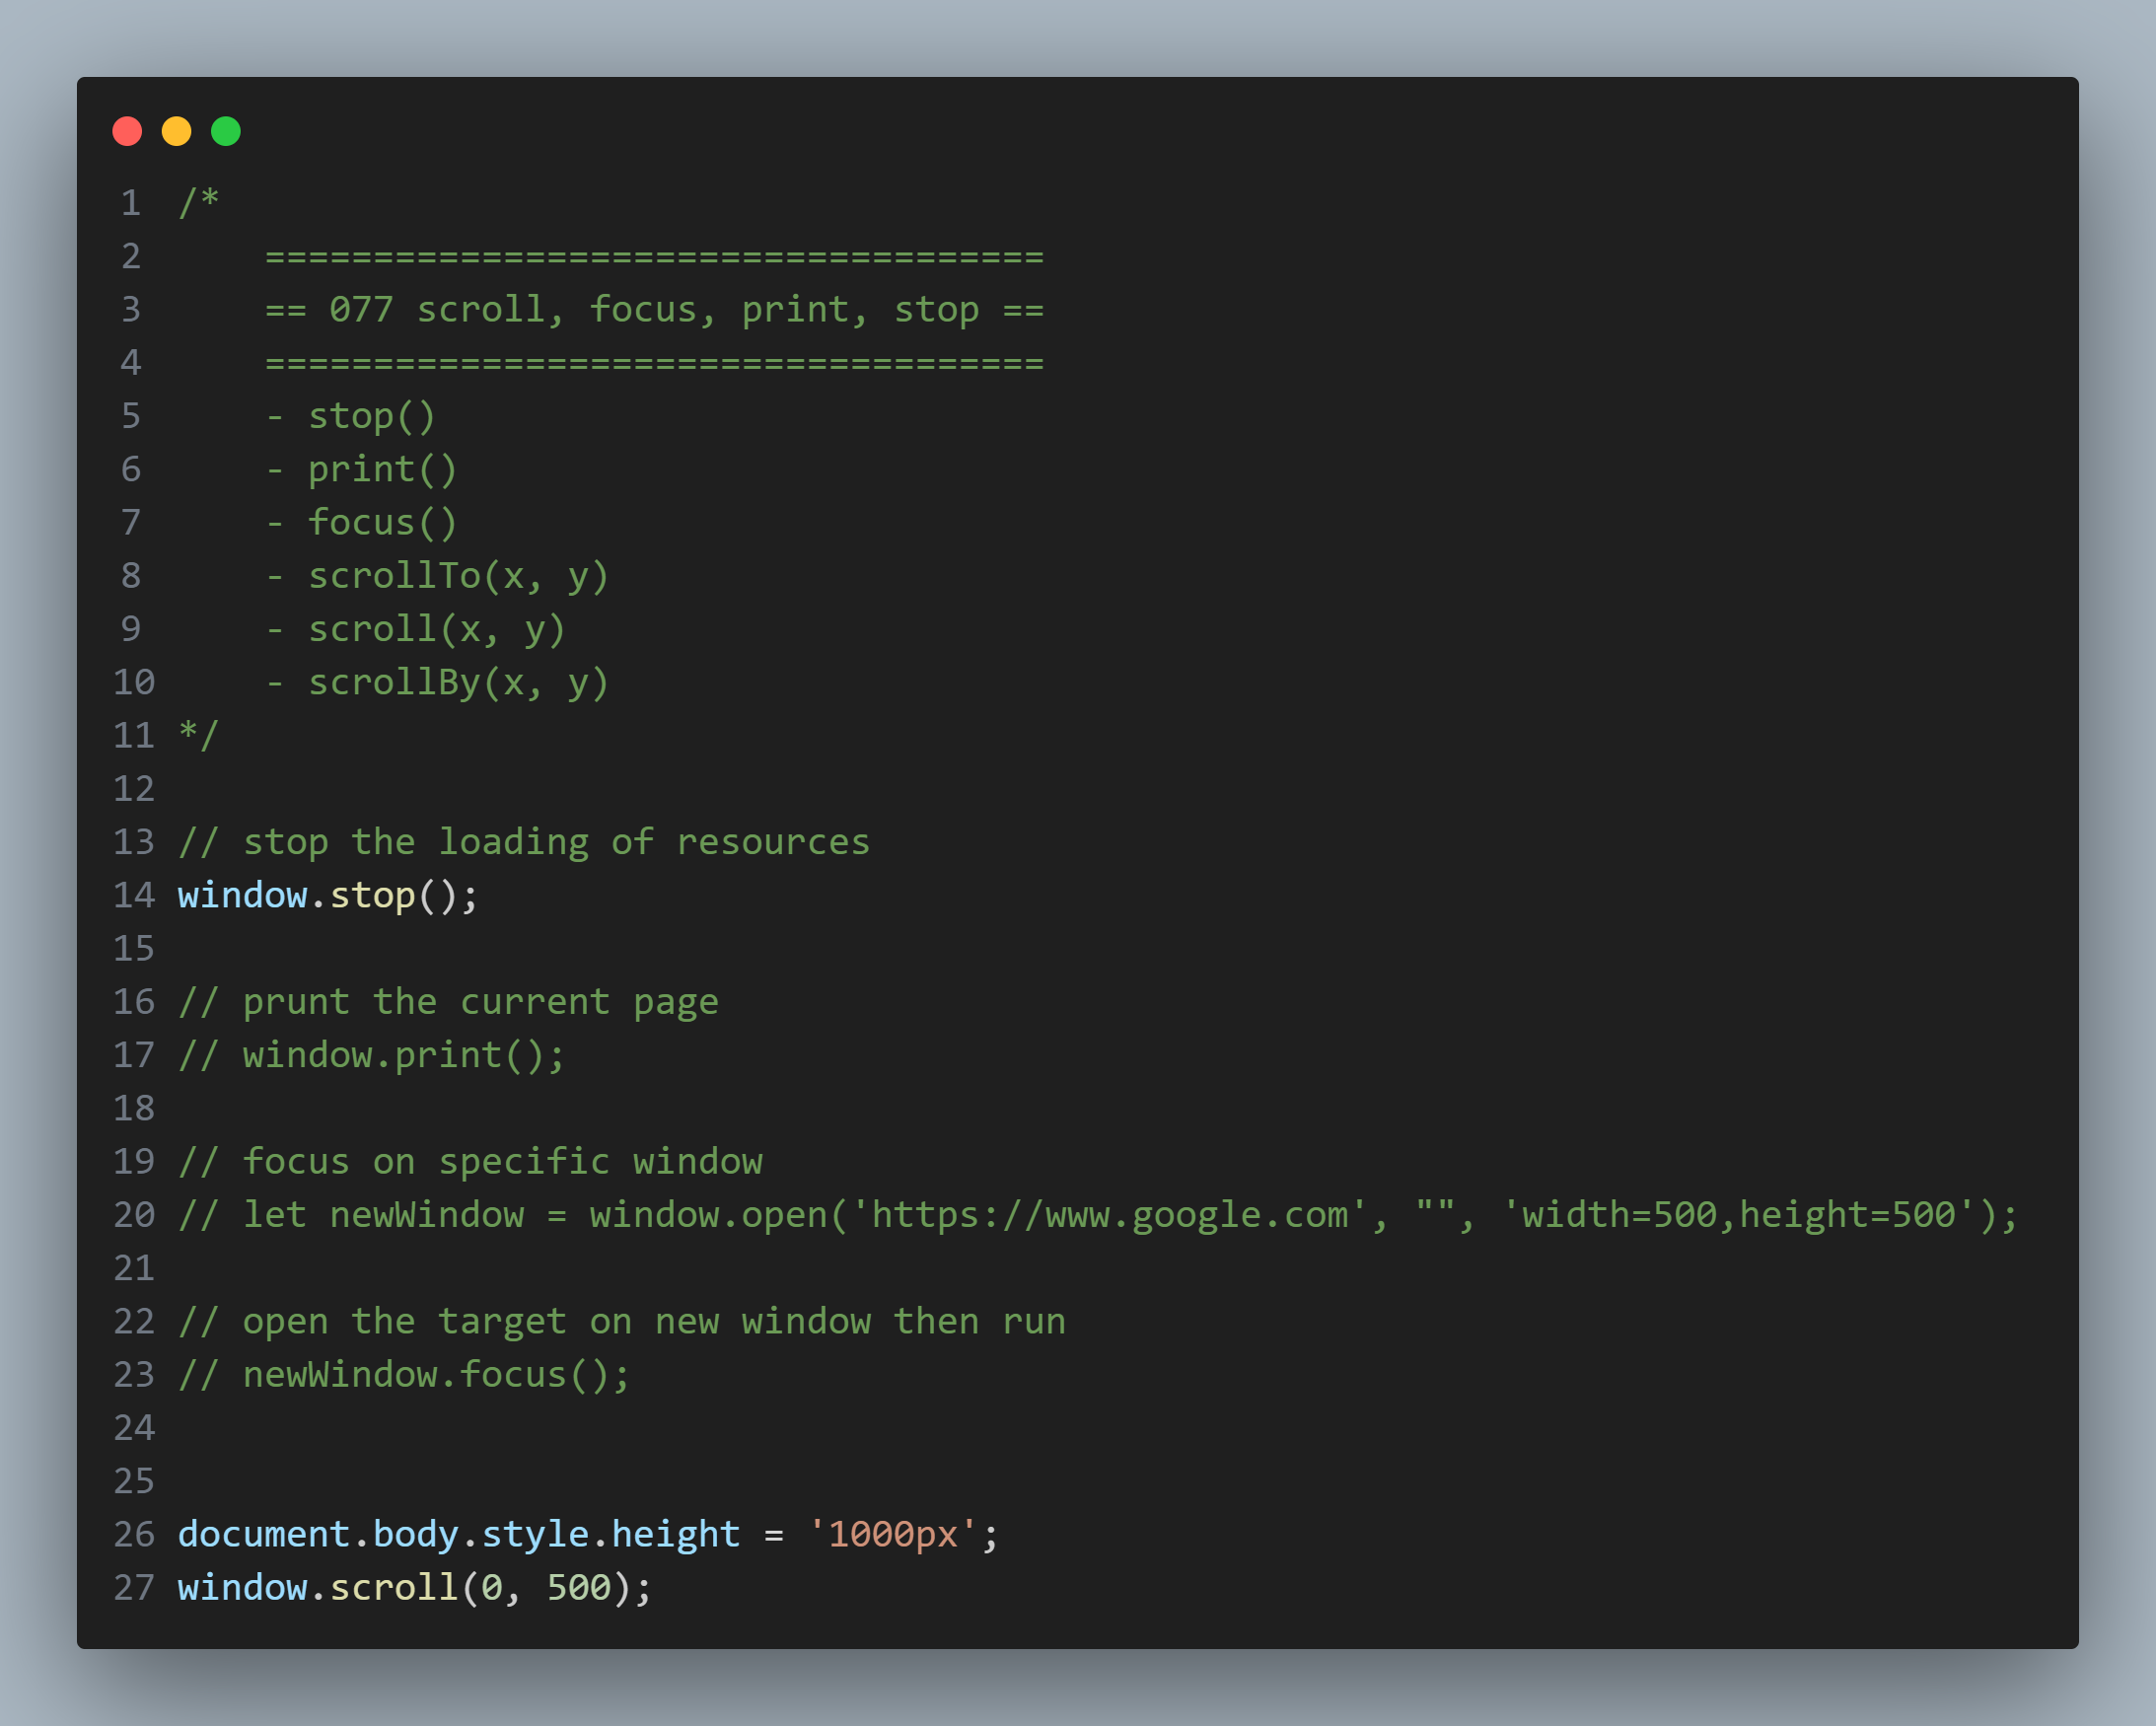 1 /*
2     ====================================
3     == 077 scroll, focus, print, stop ==
4     ====================================
5     - stop()
6     - print()
7     - focus()
8     - scrollTo(x, y)
9     - scroll(x, y)
10     - scrollBy(x, y)
11 */
12
13 // stop the loading of resources
14 window.stop();
15
16 // prunt the current page
17 // window.print();
18
19 // focus on specific window
20 // let newWindow = window.open('https://www.google.com', "", 'width=500,height=500');
21
22 // open the target on new window then run
23 // newWindow.focus();
24
25
26 document.body.style.height = '1000px';
27 window.scroll(0, 500);